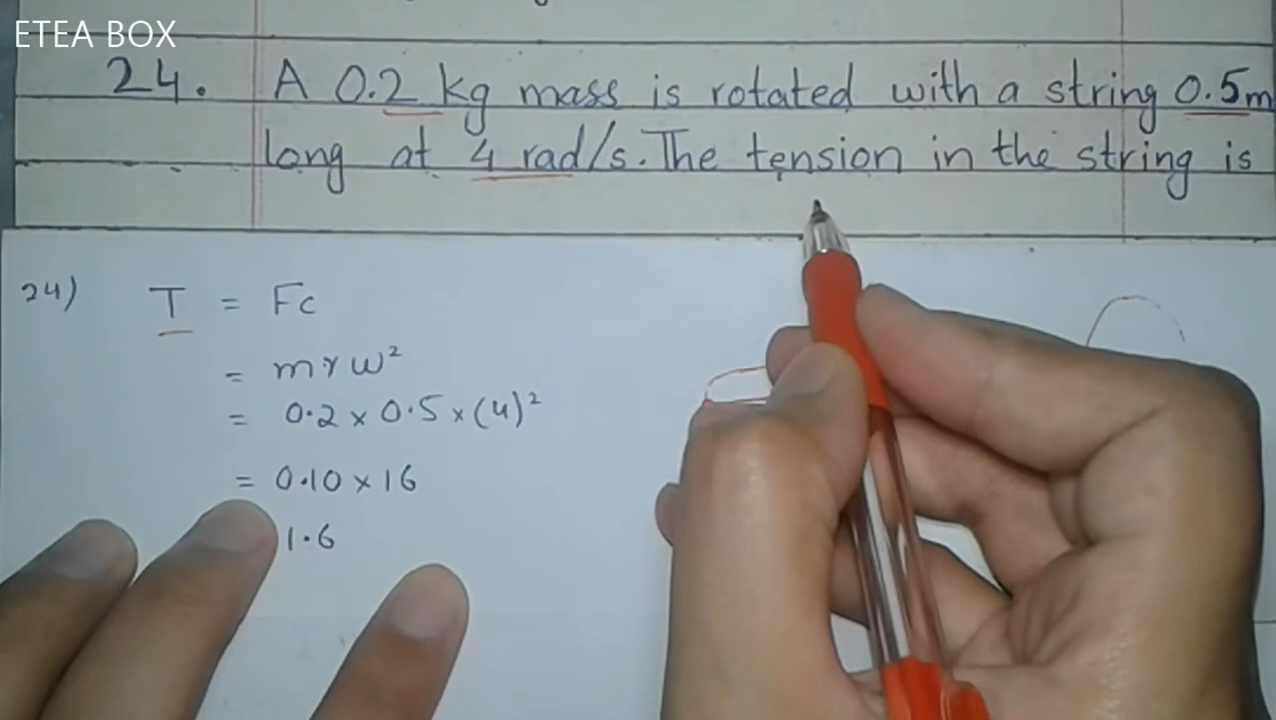 ETEA BOX
24. A 0.2 kg mass is rotated with a string 0.5m
long at 4 rad/s. The tension in the string is
24) T = Fc
= mrω²
= 0.2 × 0.5 × (4)²
= 0.10 × 16
1.6